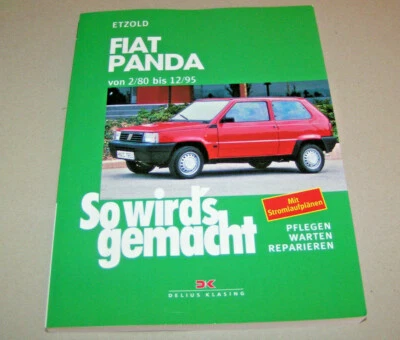 ETZOLD
FIAT
PANDA
von 2/80 bis 12/95
So wird's
gemacht
Mit
Stromlaufplänen
PFLEGEN
WARTEN
REPARIEREN
DK
DELIUS KLASING